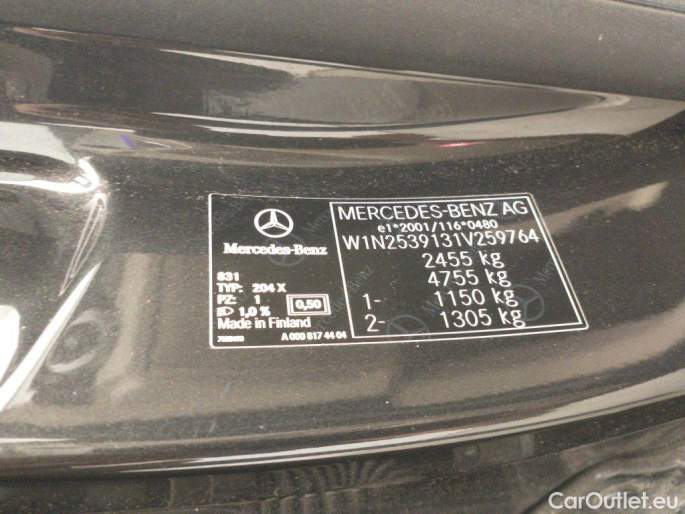 Mercedes-Benz
831
TYP: 204 X
PZ: 1
1,0 % 0,50
Made in Finland
A 000 817 44 04
MERCEDES-BENZ AG
e1*2001/116*0480
W1N2539131V259764
2455 kg
4755 kg
1- 1150 kg
2- 1305 kg
CarOutlet.eu